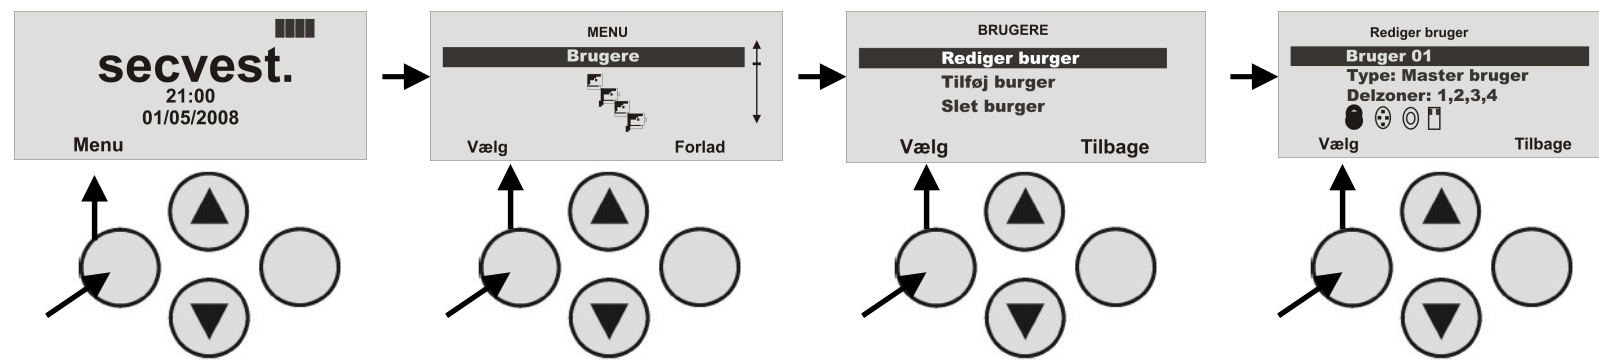 secvest.
21:00
01/05/2008
Menu
MENU
Brugere
Vælg Forlad
BRUGERE
Rediger burger
Tilføj burger
Slet burger
Vælg Tilbage
Rediger bruger
Bruger 01
Type: Master bruger
Delzoner: 1,2,3,4
Vælg Tilbage